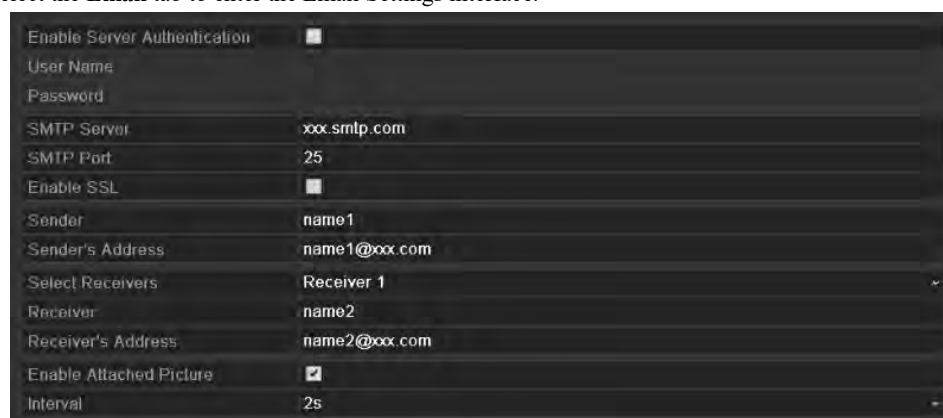 Enable Server Authentication
User Name
Password
SMTP Server xxx.smtp.com
SMTP Port 25
Enable SSL
Sender name1
Sender's Address name1@xxx.com
Select Receivers Receiver 1
Receiver name2
Receiver's Address name2@xxx.com
Enable Attached Picture
Interval 2s